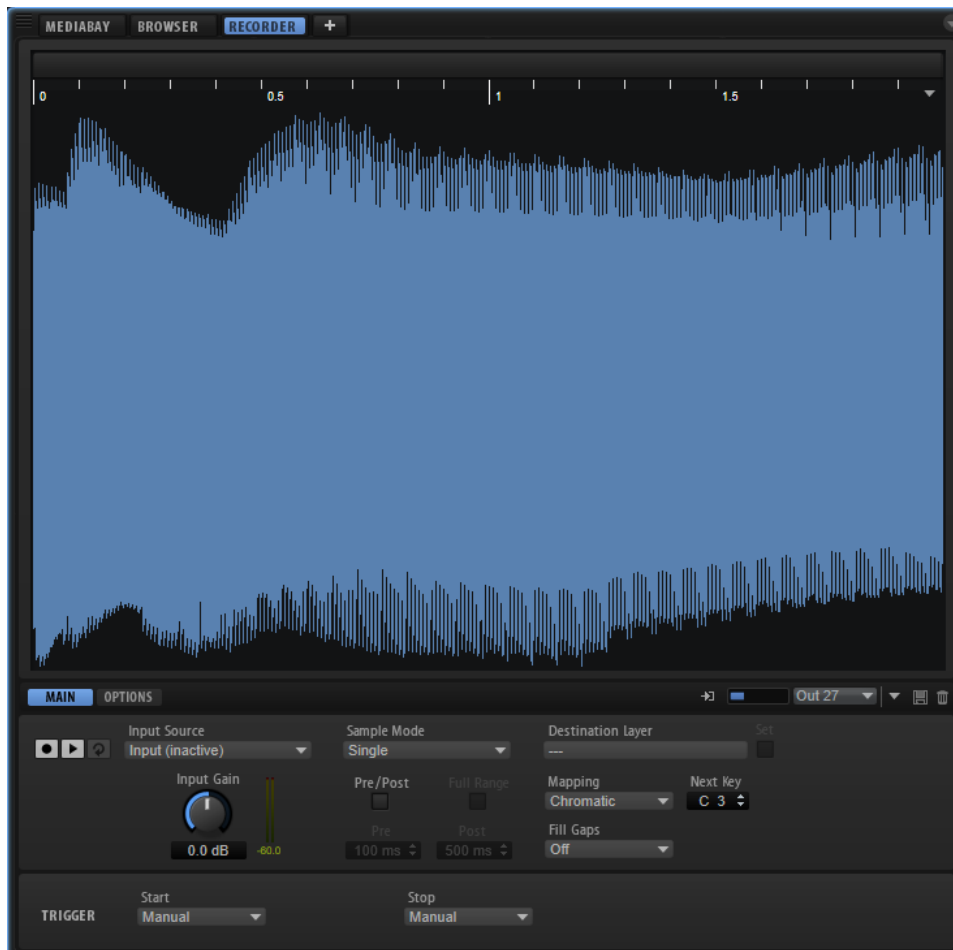 MEDIABAY BROWSER RECORDER +
0 0.5 1 1.5
MAIN OPTIONS Out 27
Input Source Sample Mode Destination Layer Set
Input (inactive) Single ---
Input Gain Pre/Post Full Range Mapping Next Key
Chromatic C 3
Pre Post Fill Gaps
0.0 dB -60.0 100 ms 500 ms Off
Start Stop
TRIGGER Manual Manual